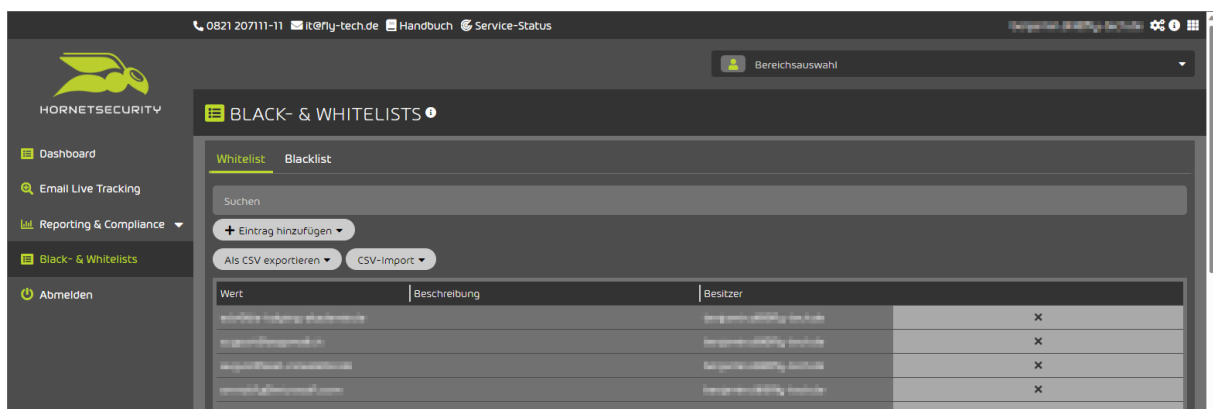 0821 207111-11 it@fly-tech.de Handbuch Service-Status
Bereichsauswahl
HORNETSECURITY
BLACK- & WHITELISTS
Dashboard
Email Live Tracking
Reporting & Compliance
Black- & Whitelists
Abmelden
Whitelist Blacklist
Suchen
Eintrag hinzufügen
Als CSV exportieren CSV-Import
Wert Beschreibung Besitzer